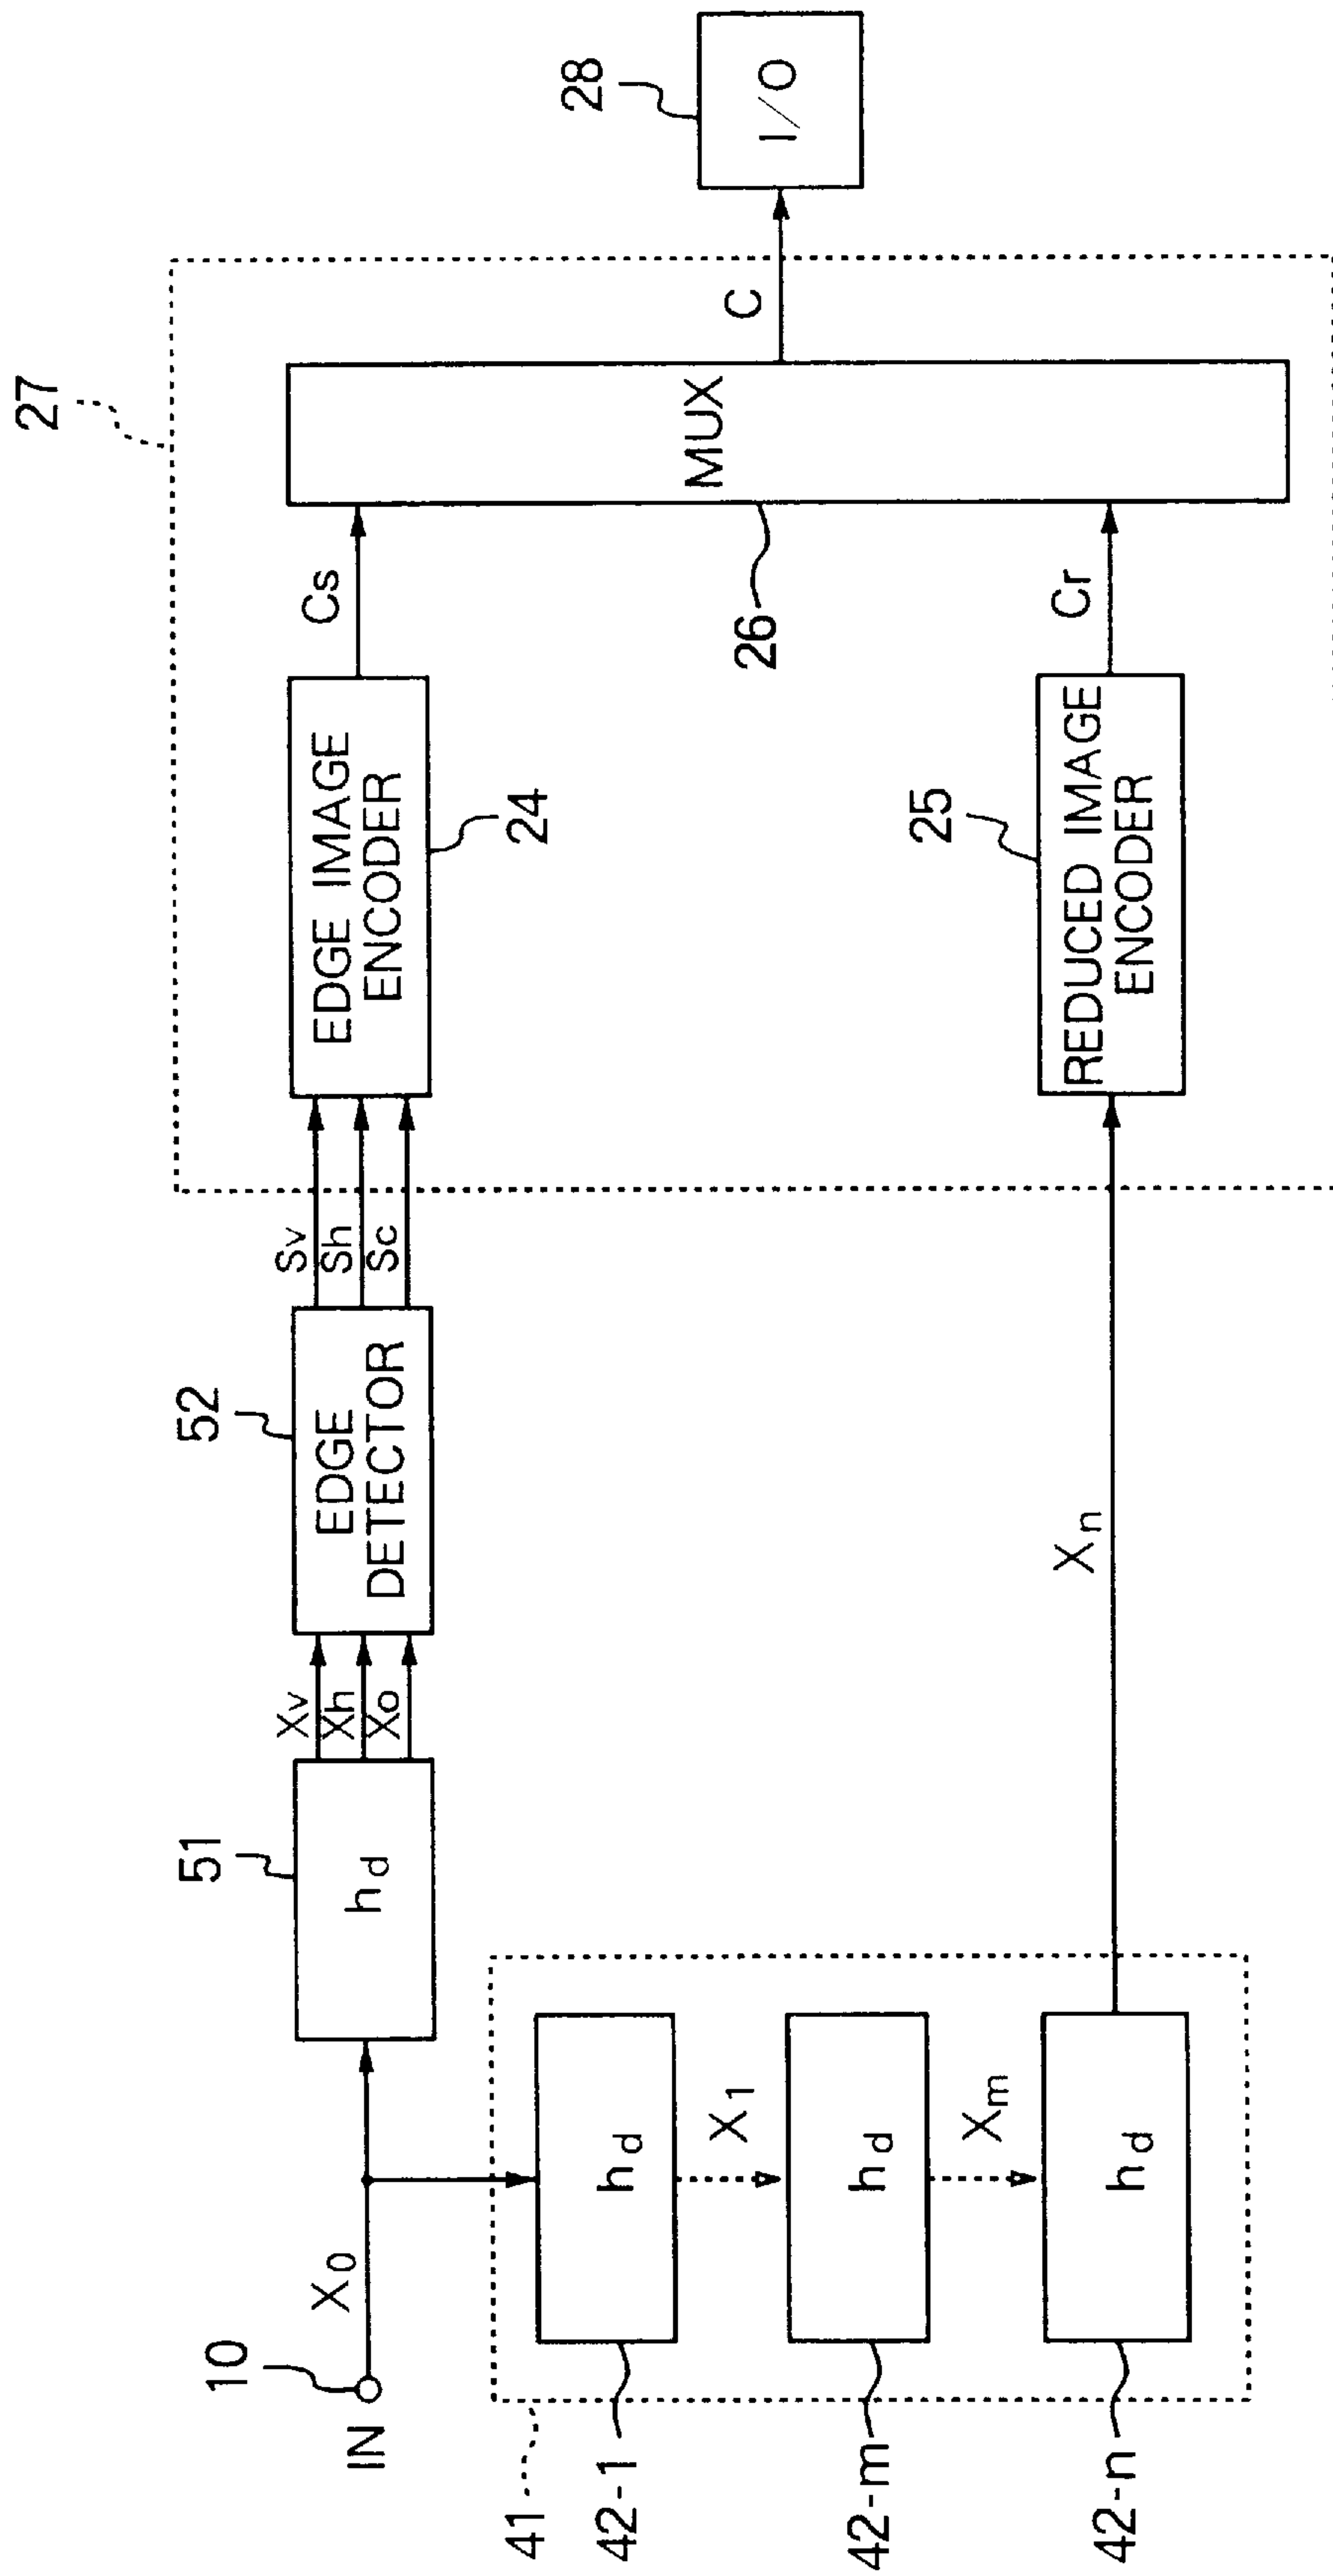 27
28
I/O
C
MUX
26
Cs
Cr
EDGE IMAGE
ENCODER
24
25
REDUCED IMAGE
ENCODER
Sv
Sh
Sc
52
EDGE
DETECTOR
Xn
Xv
Xh
Xo
51
hd
10
IN
X0
41
42-1
hd
X1
42-m
hd
Xm
42-n
hd